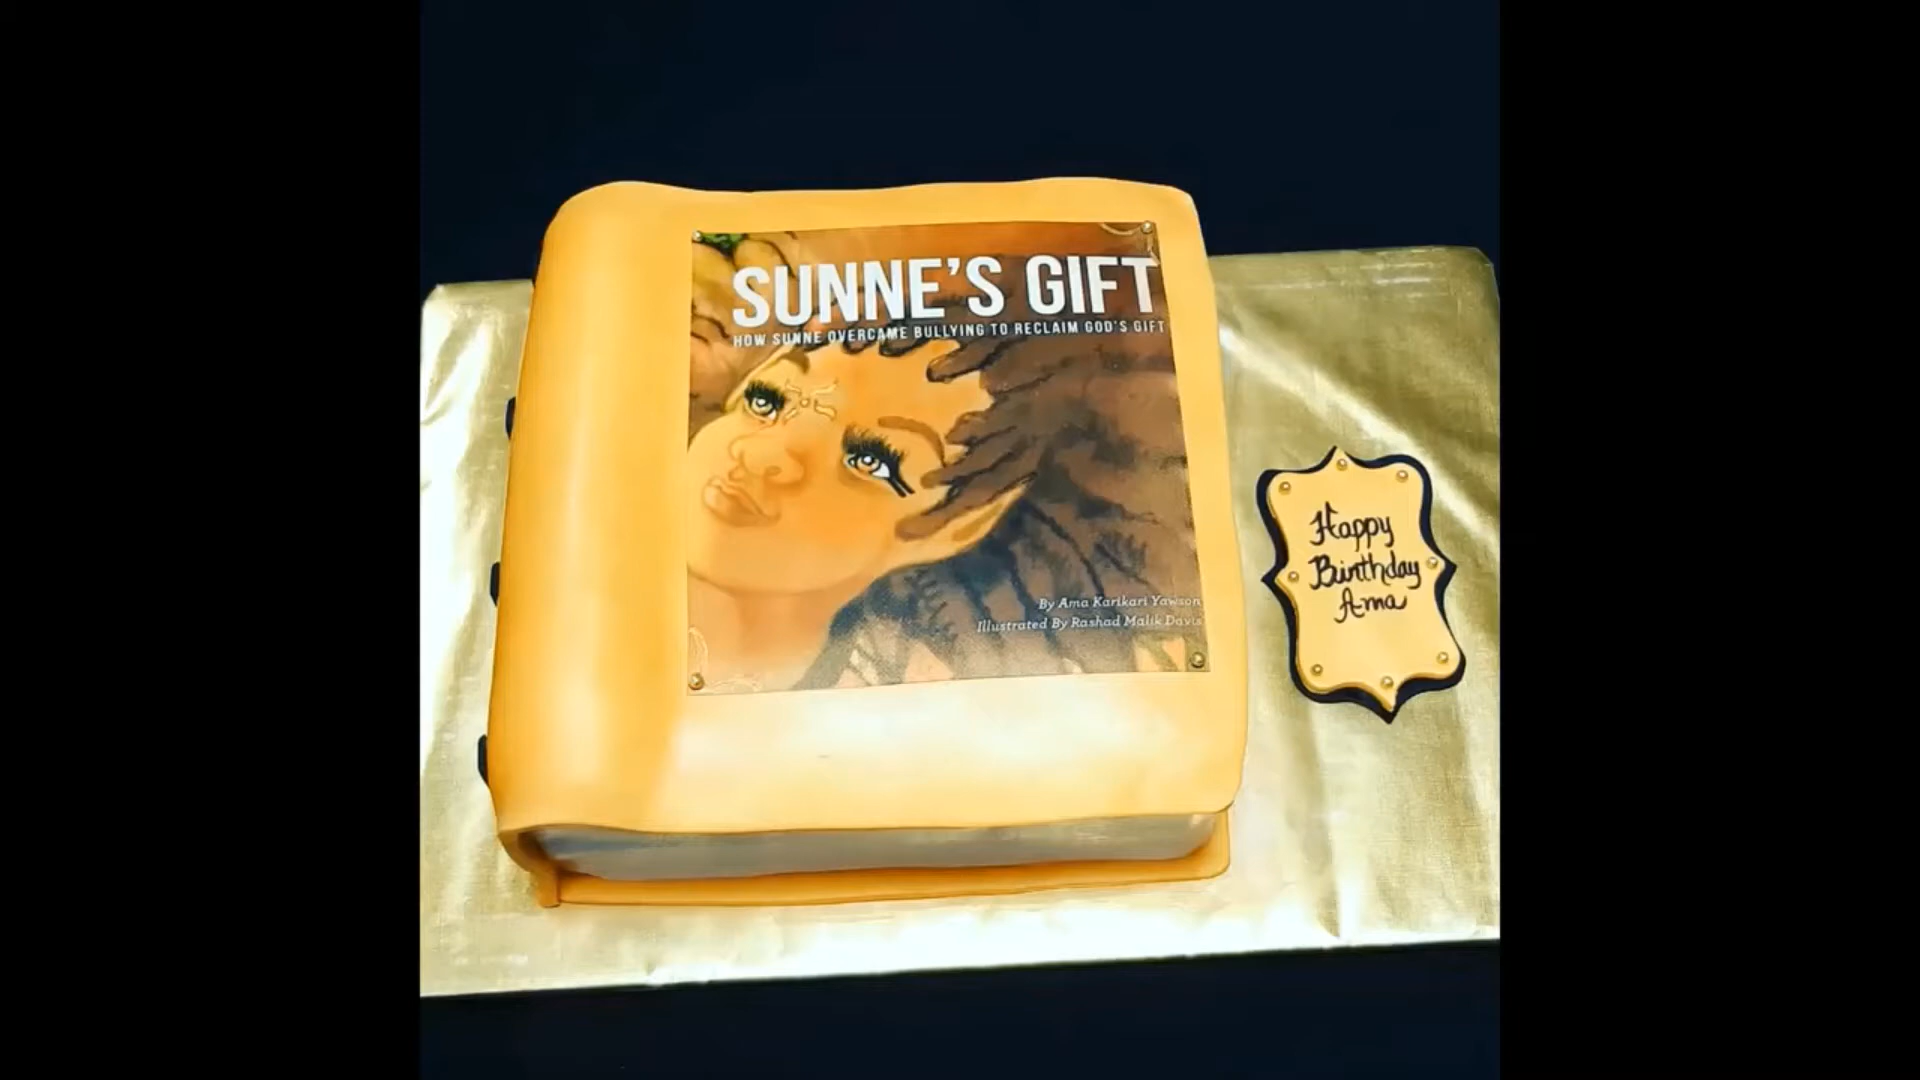 SUNNE'S GIFT
HOW SUNNE OVERCAME BULLYING TO RECLAIM GOD'S GIFT
By Ama Karikari Yawson
Illustrated By Rashad Malik Davis
Happy
Birthday
Ama